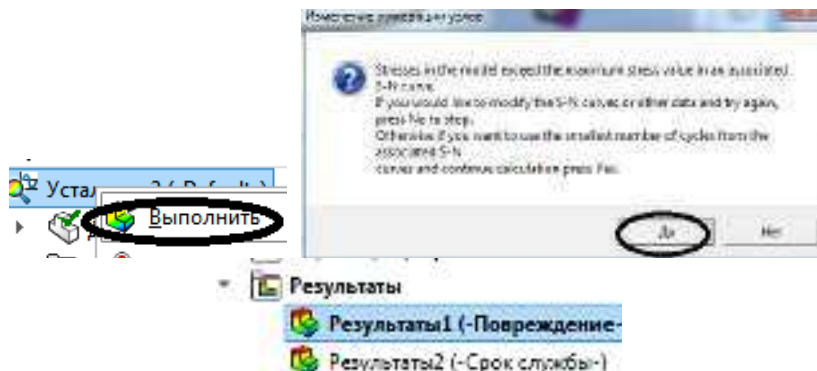 Stresses in the model exceed the maximum stress value in an associated
S-N curve.
If you would like to modify the S-N curves or other data and try again,
press No to stop.
Otherwise if you want to use the smallest number of cycles from the
associated S-N
curves and continue calculation press Yes.
Да Нет
Выполнить
Результаты
Результаты1 (-Повреждение-
Результаты2 (-Срок службы-)